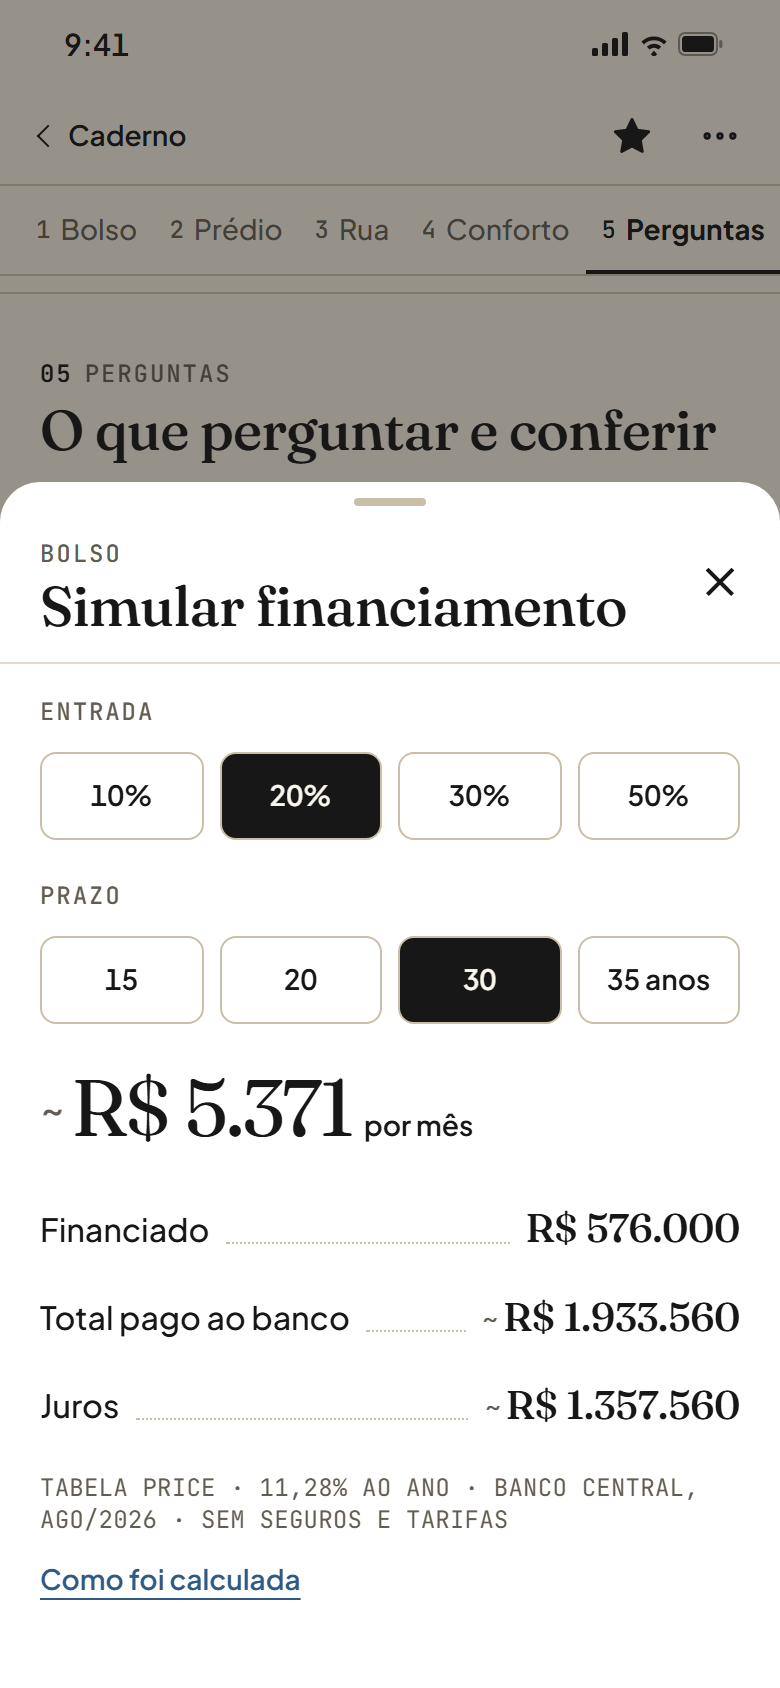 9:41
Caderno
1 Bolso 2 Prédio 3 Rua 4 Conforto 5 Perguntas
05 PERGUNTAS
O que perguntar e conferir
BOLSO
Simular financiamento
ENTRADA
10% 20% 30% 50%
PRAZO
15 20 30 35 anos
~ R$ 5.371 por mês
Financiado R$ 576.000
Total pago ao banco ~ R$ 1.933.560
Juros ~ R$ 1.357.560
TABELA PRICE · 11,28% AO ANO · BANCO CENTRAL,
AGO/2026 · SEM SEGUROS E TARIFAS
Como foi calculada